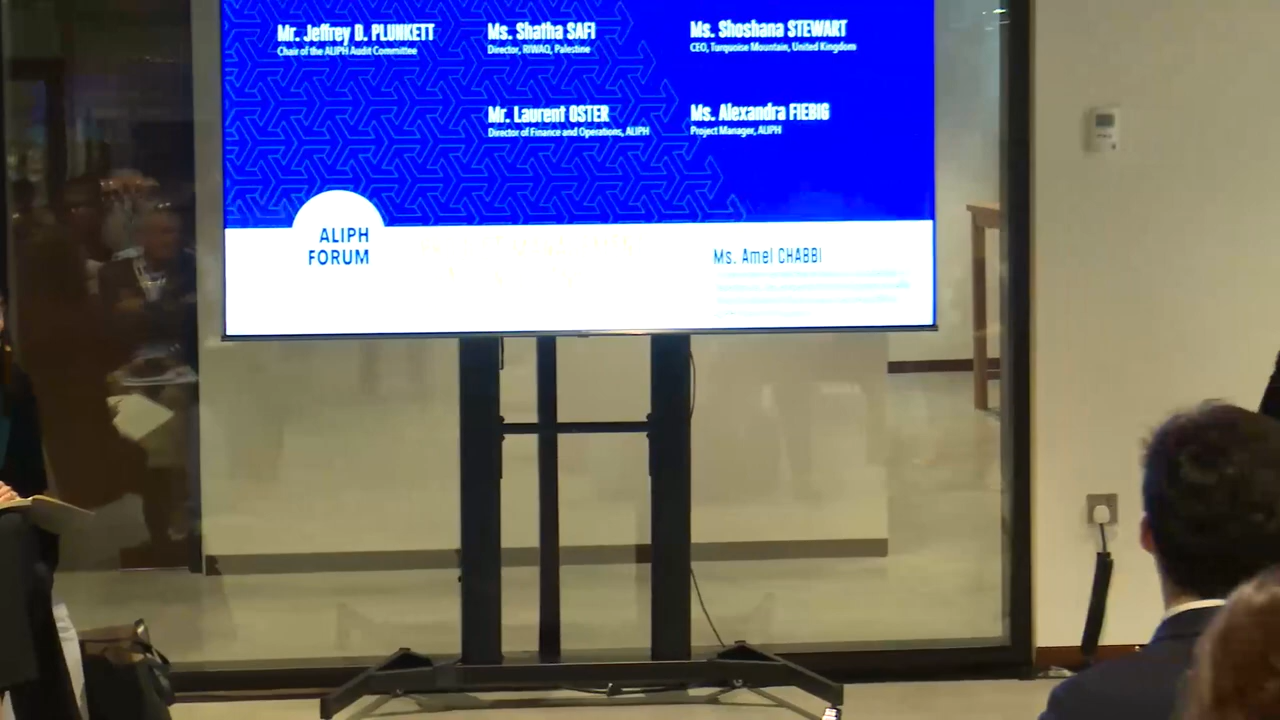 Mr. Jeffrey D. PLUNKETT
Chair of the ALIPH Audit Committee
Ms. Shatha SAFI
Director, RIWAQ, Palestine
Ms. Shoshana STEWART
CEO, Turquoise Mountain, United Kingdom
Mr. Laurent OSTER
Director of Finance and Operations, ALIPH
Ms. Alexandra FIEBIG
Project Manager, ALIPH
ALIPH
FORUM
Ms. Amel CHABBI